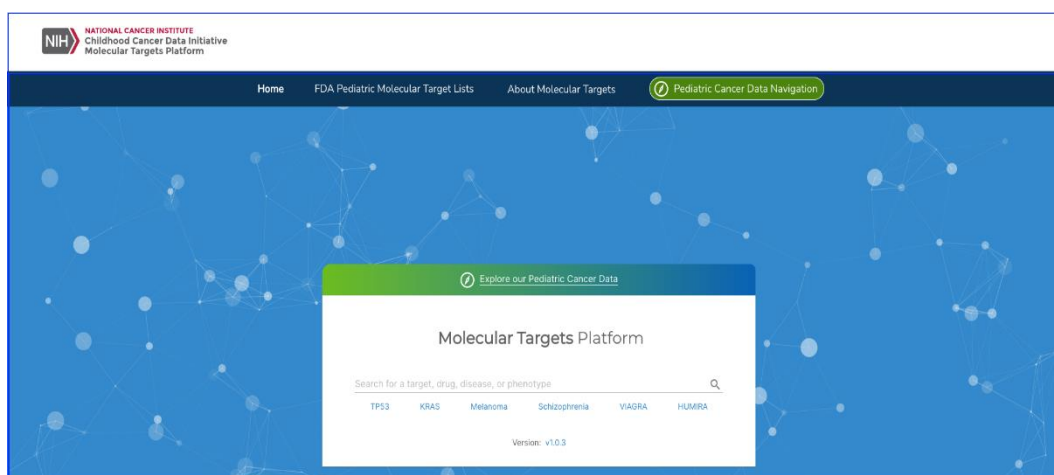 NIH
NATIONAL CANCER INSTITUTE
Childhood Cancer Data Initiative
Molecular Targets Platform
Home FDA Pediatric Molecular Target Lists About Molecular Targets Pediatric Cancer Data Navigation
Explore our Pediatric Cancer Data
Molecular Targets Platform
Search for a target, drug, disease, or phenotype
TP53 KRAS Melanoma Schizophrenia VIAGRA HUMIRA
Version: v1.0.3